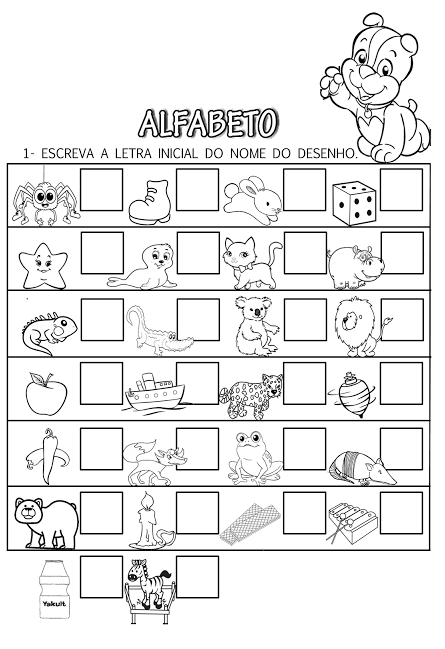 ALFABETO
1- ESCREVA A LETRA INICIAL DO NOME DO DESENHO.
Yakult